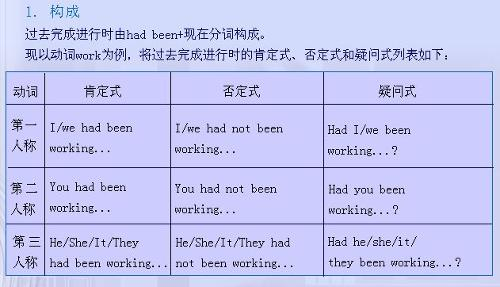 1. 构成
过去完成进行时由had been+现在分词构成。
现以动词work为例，将过去完成进行时的肯定式、否定式和疑问式列表如下：
动词 肯定式 否定式 疑问式
第一人称 I/we had been working... I/we had not been working... Had I/we been working...?
第二人称 You had been working... You had not been working... Had you been working...?
第三人称 He/She/It/They had been working... He/She/It/They had not been working... Had he/she/it/they been working...?